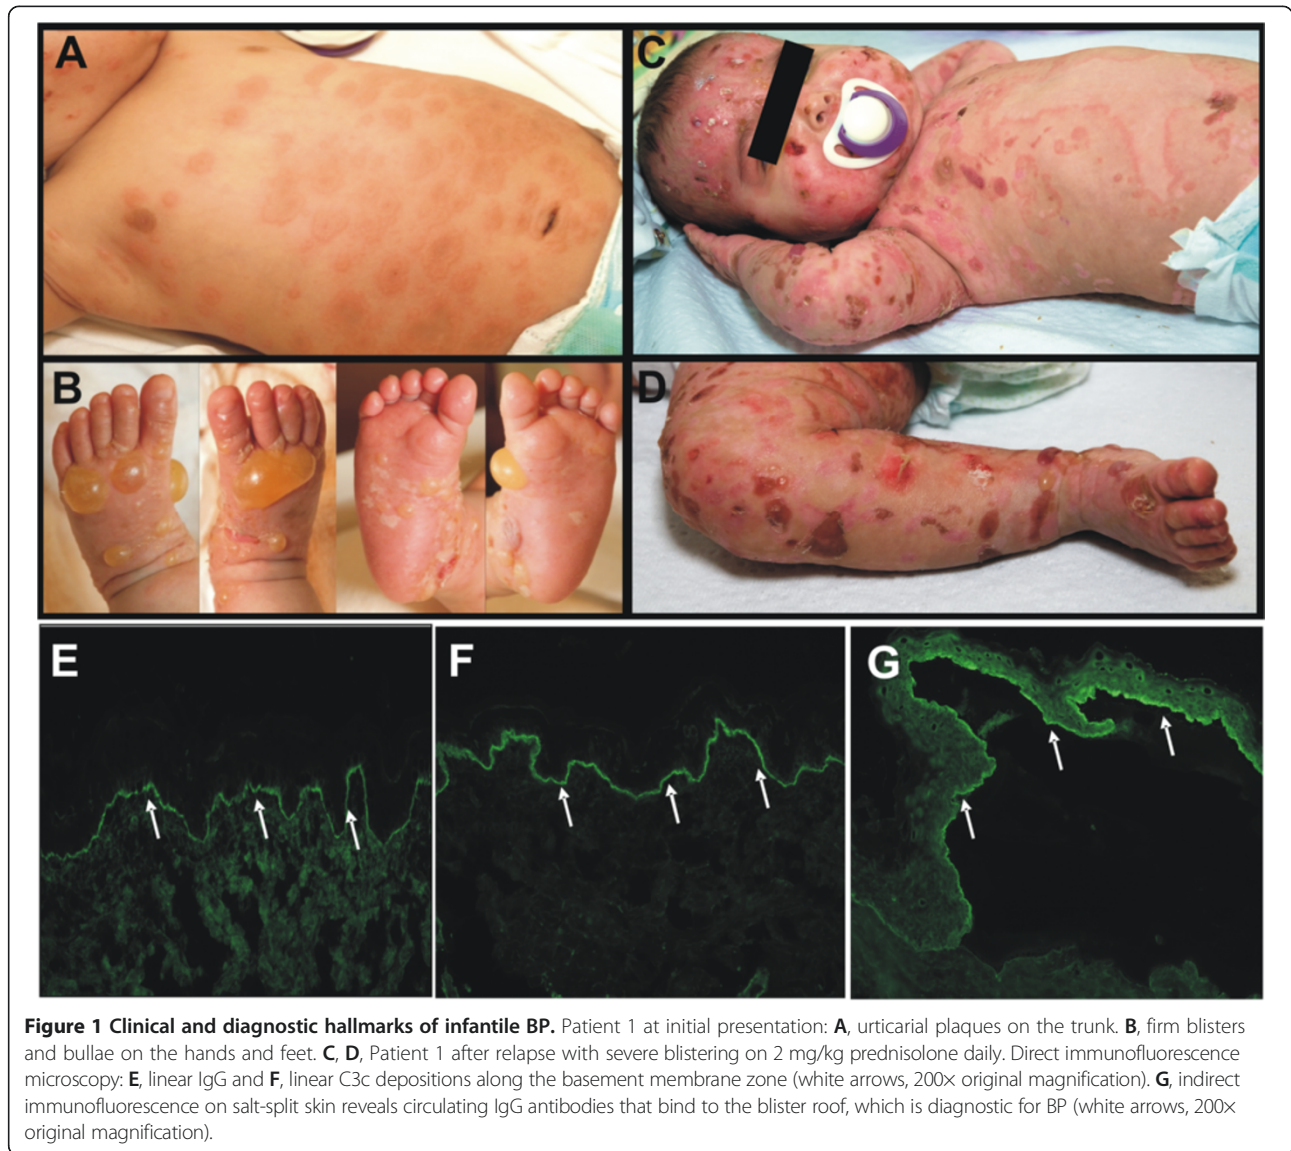 A
C
B
D
E
F
G
Figure 1 Clinical and diagnostic hallmarks of infantile BP. Patient 1 at initial presentation: A, urticarial plaques on the trunk. B, firm blisters
and bullae on the hands and feet. C, D, Patient 1 after relapse with severe blistering on 2 mg/kg prednisolone daily. Direct immunofluorescence
microscopy: E, linear IgG and F, linear C3c depositions along the basement membrane zone (white arrows, 200× original magnification). G, indirect
immunofluorescence on salt-split skin reveals circulating IgG antibodies that bind to the blister roof, which is diagnostic for BP (white arrows, 200×
original magnification).